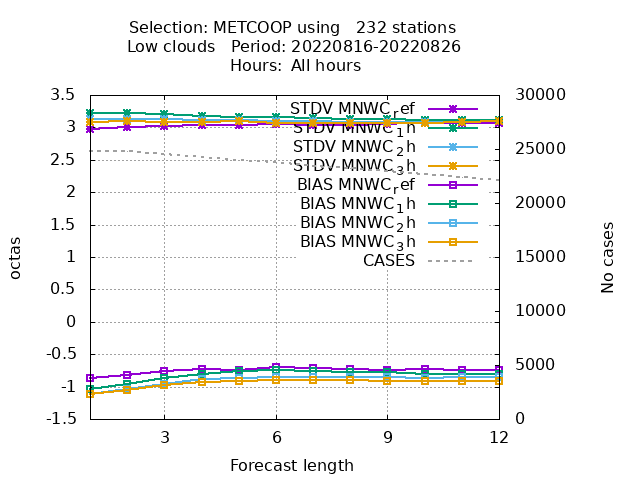 Selection: METCOOP using   232 stations
Low clouds   Period: 20220816-20220826
Hours:  All hours
3.5
3
2.5
2
1.5
1
0.5
0
-0.5
-1
-1.5
octas
30000
25000
20000
15000
10000
5000
0
No cases
STDV MNWC_ref
STDV MNWC_1h
STDV MNWC_2h
STDV MNWC_3h
BIAS MNWC_ref
BIAS MNWC_1h
BIAS MNWC_2h
BIAS MNWC_3h
CASES
3 6 9 12
Forecast length